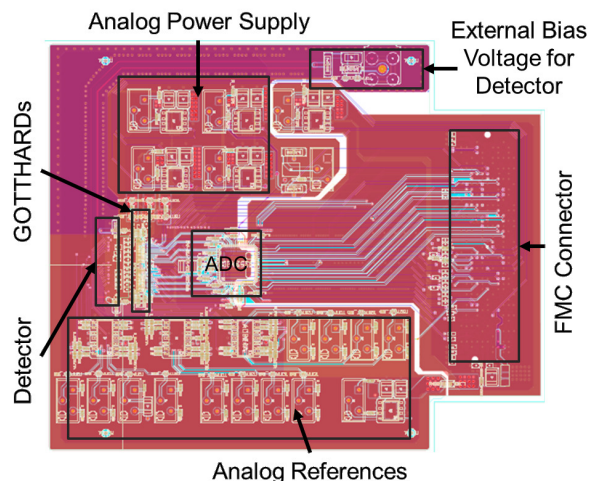 Analog Power Supply
External Bias
Voltage for
Detector
GOTTHARDs
ADC
FMC Connector
Detector
Analog References